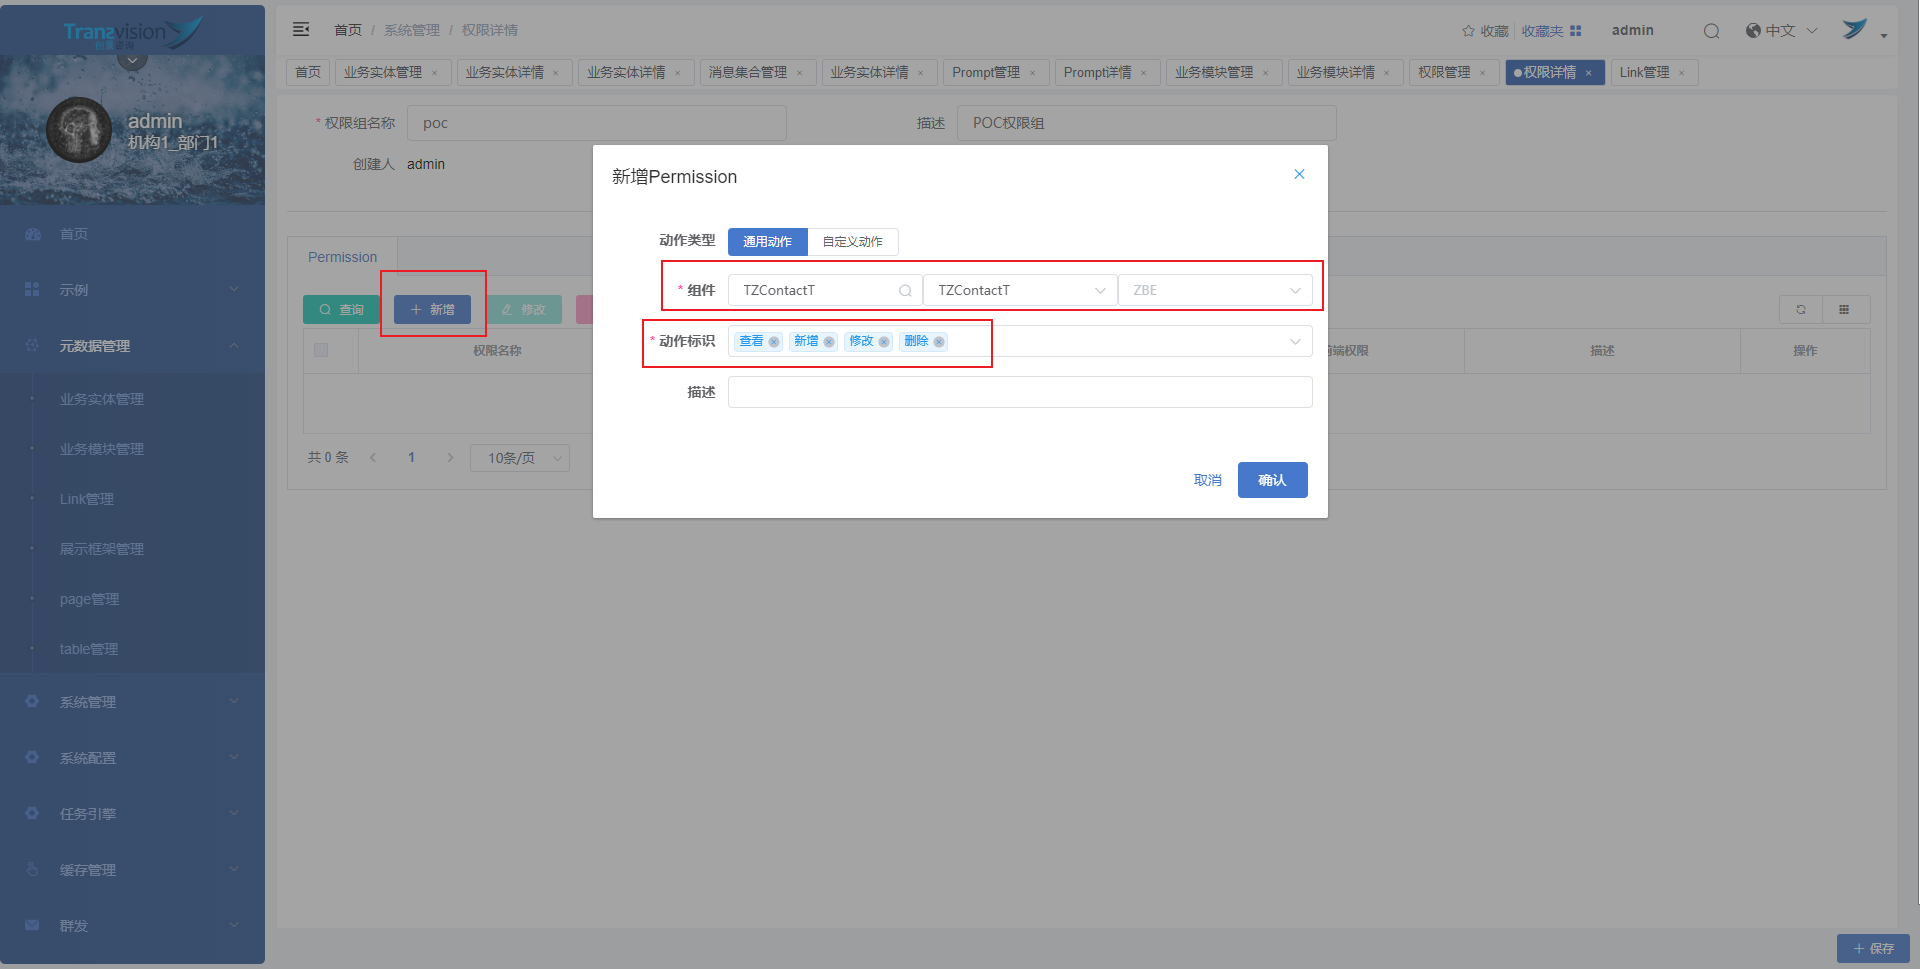 Tranzvision
创景咨询
首页 / 系统管理 / 权限详情
收藏 收藏夹 admin 中文
首页 业务实体管理 × 业务实体详情 × 业务实体详情 × 消息集合管理 × 业务实体详情 × Prompt管理 × Prompt详情 × 业务模块管理 × 业务模块详情 × 权限管理 × 权限详情 × Link管理 ×
admin
机构1_部门1
首页
示例
元数据管理
业务实体管理
业务模块管理
Link管理
展示框架管理
page管理
table管理
系统管理
系统配置
任务引擎
缓存管理
群发
* 权限组名称 poc 描述 POC权限组
创建人 admin
Permission
查询 + 新增 修改
权限名称 端权限 描述 操作
共 0 条 < 1 > 10条/页
新增Permission
动作类型 通用动作 自定义动作
* 组件 TZContactT TZContactT ZBE
* 动作标识 查看 新增 修改 删除
描述
取消 确认
+ 保存